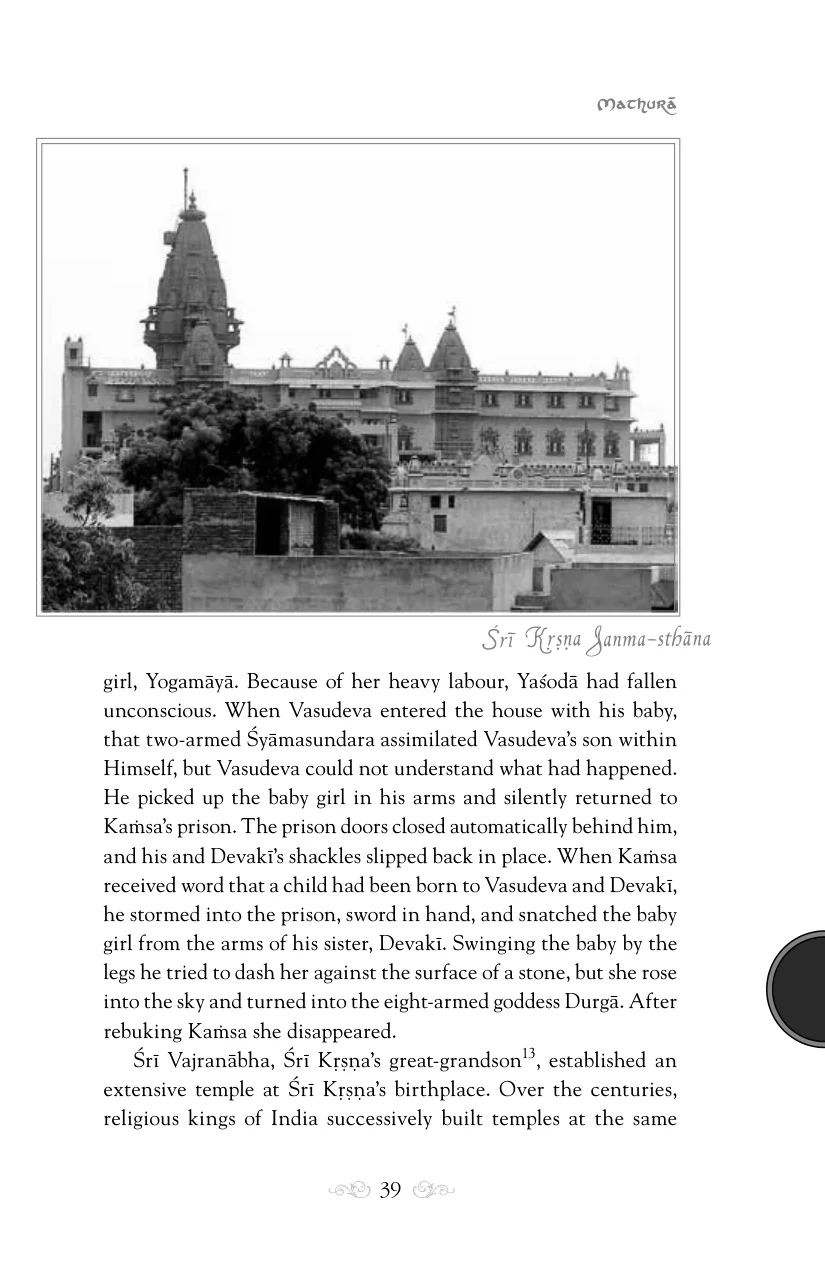 Mathurā
Śrī Kṛṣṇa Janma-sthāna
girl, Yogamāyā. Because of her heavy labour, Yaśodā had fallen
unconscious. When Vasudeva entered the house with his baby,
that two-armed Śyāmasundara assimilated Vasudeva’s son within
Himself, but Vasudeva could not understand what had happened.
He picked up the baby girl in his arms and silently returned to
Kaṁsa’s prison. The prison doors closed automatically behind him,
and his and Devakī’s shackles slipped back in place. When Kaṁsa
received word that a child had been born to Vasudeva and Devakī,
he stormed into the prison, sword in hand, and snatched the baby
girl from the arms of his sister, Devakī. Swinging the baby by the
legs he tried to dash her against the surface of a stone, but she rose
into the sky and turned into the eight-armed goddess Durgā. After
rebuking Kaṁsa she disappeared.
Śrī Vajranābha, Śrī Kṛṣṇa’s great-grandson13, established an
extensive temple at Śrī Kṛṣṇa’s birthplace. Over the centuries,
religious kings of India successively built temples at the same
39